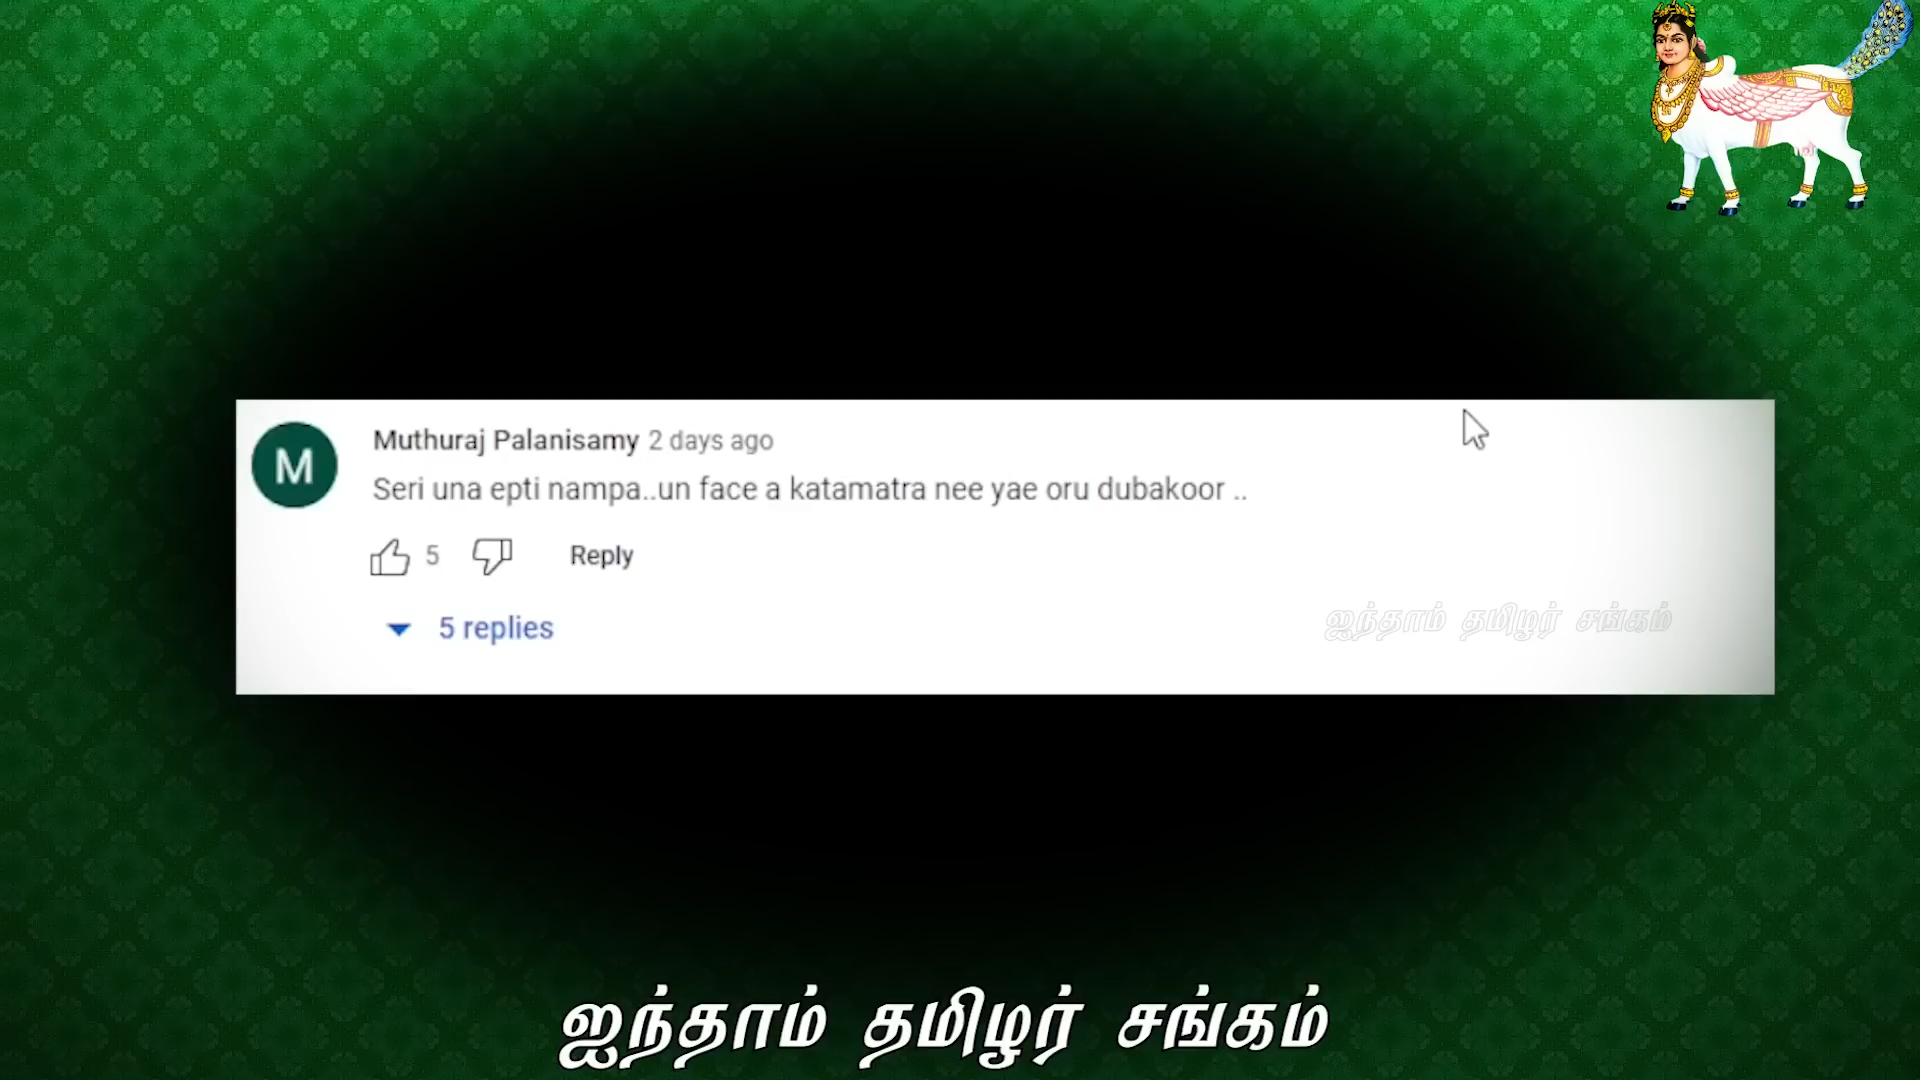 Muthuraj Palanisamy 2 days ago
Seri una epti nampa..un face a katamatra nee yae oru dubakoor ..
5 Reply
5 replies
ஐந்தாம் தமிழர் சங்கம்
ஐந்தாம் தமிழர் சங்கம்